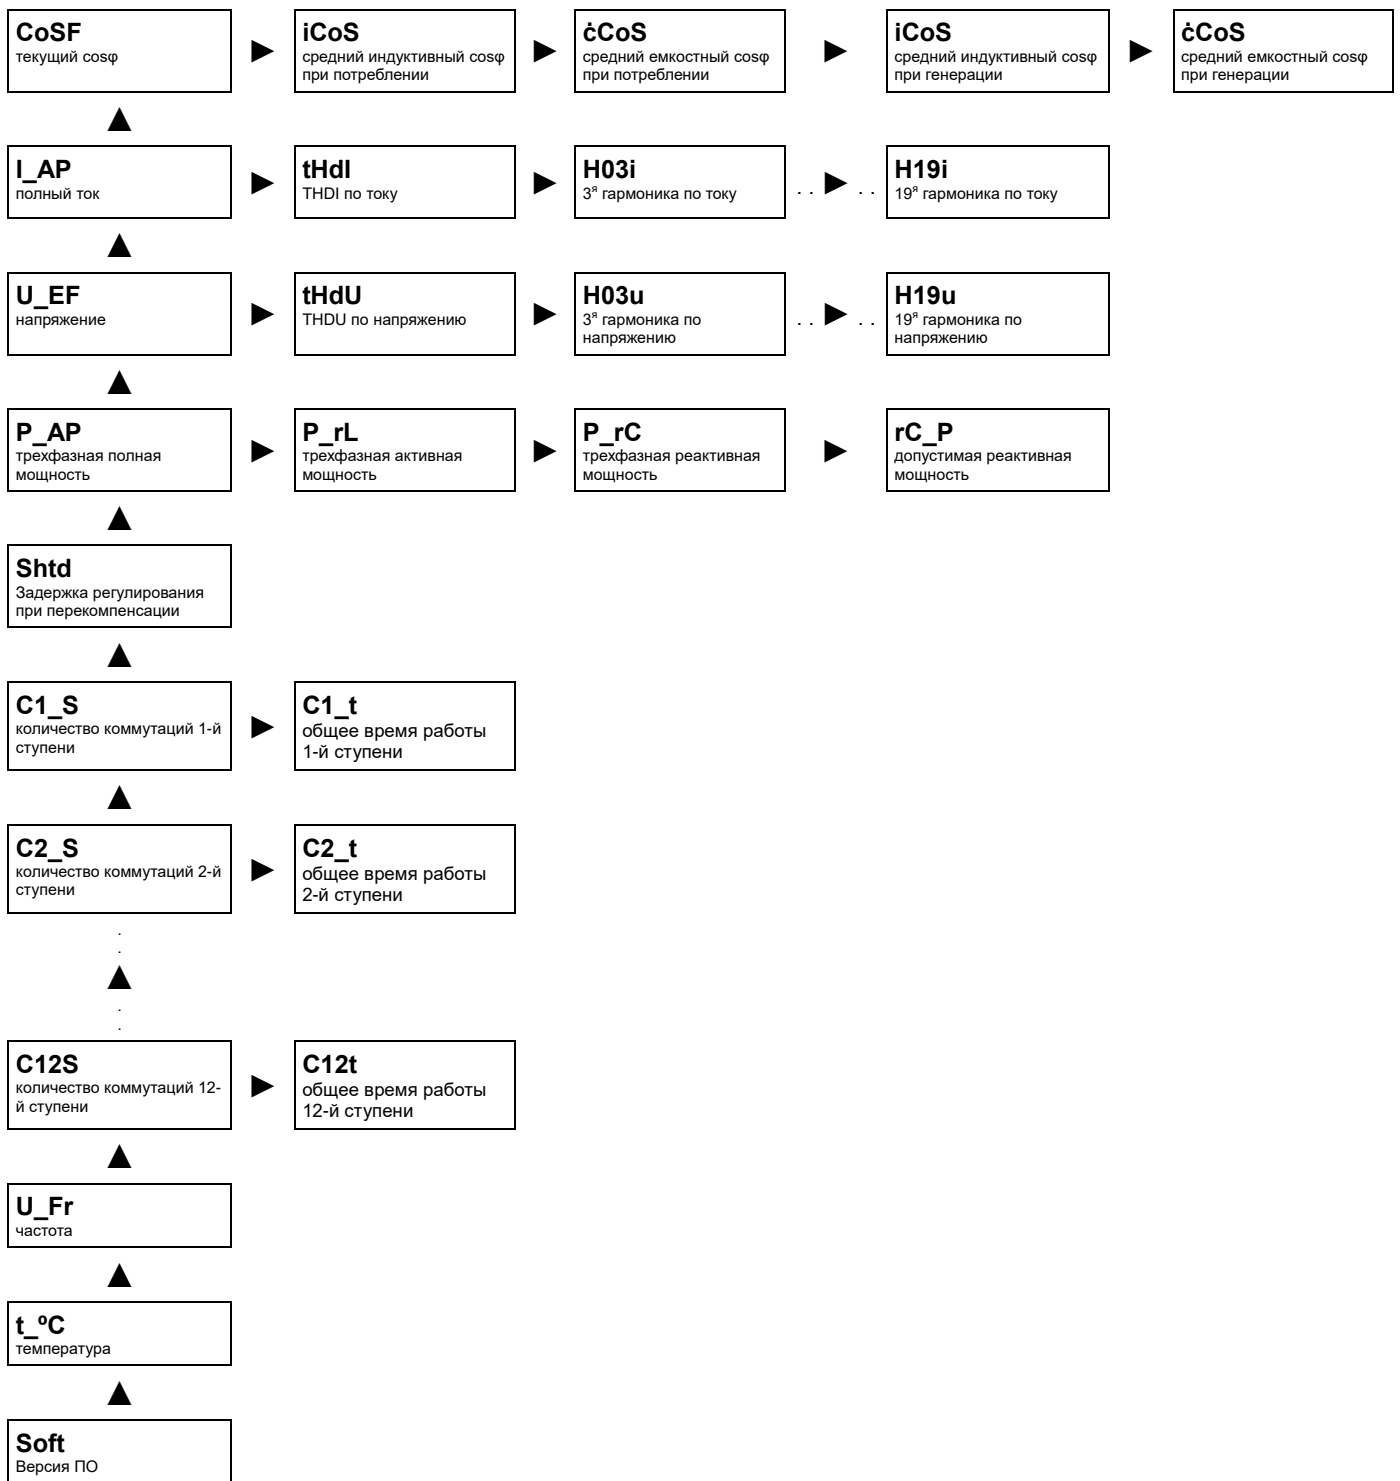 CoSF
текущий cosφ
iCoS
средний индуктивный cosφ
при потреблении
ċCoS
средний емкостный cosφ
при потреблении
iCoS
средний индуктивный cosφ
при генерации
ċCoS
средний емкостный cosφ
при генерации
I_AP
полный ток
tHdI
THDI по току
H03i
3я гармоника по току
. . ► . .
H19i
19я гармоника по току
U_EF
напряжение
tHdU
THDU по напряжению
H03u
3я гармоника по
напряжению
. . ► . .
H19u
19я гармоника по
напряжению
P_AP
трехфазная полная
мощность
P_rL
трехфазная активная
мощность
P_rC
трехфазная реактивная
мощность
rC_P
допустимая реактивная
мощность
Shtd
Задержка регулирования
при перекомпенсации
C1_S
количество коммутаций 1-й
ступени
C1_t
общее время работы
1-й ступени
C2_S
количество коммутаций 2-й
ступени
C2_t
общее время работы
2-й ступени
C12S
количество коммутаций 12-
й ступени
C12t
общее время работы
12-й ступени
U_Fr
частота
t_ºC
температура
Soft
Версия ПО